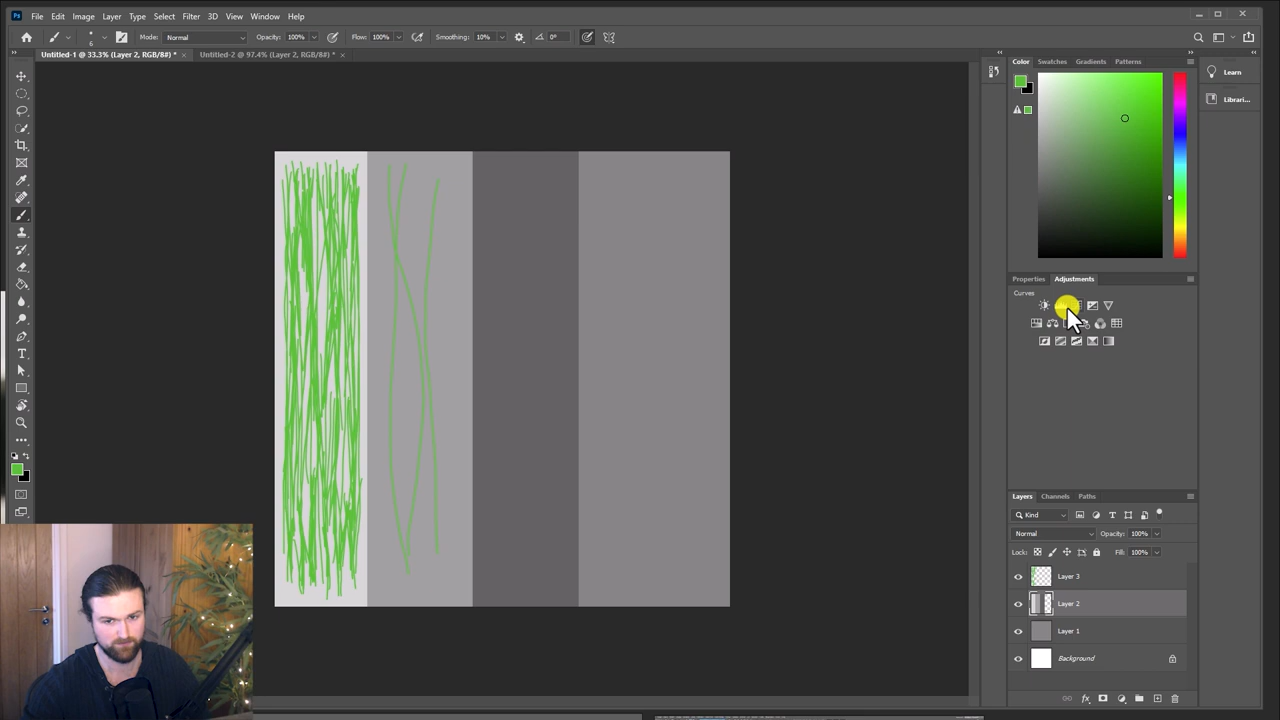 Ps File Edit Image Layer Type Select Filter 3D View Window Help
6 Mode: Normal Opacity: 100% Flow: 100% Smoothing: 10% 0°
Untitled-1 @ 33.3% (Layer 2, RGB/8#) * × Untitled-2 @ 97.4% (Layer 2, RGB/8#) * ×
Color Swatches Gradients Patterns
Learn
Librari...
Properties Adjustments
Curves
Layers Channels Paths
Kind
Normal Opacity: 100%
Lock: Fill: 100%
Layer 3
Layer 2
Layer 1
Background